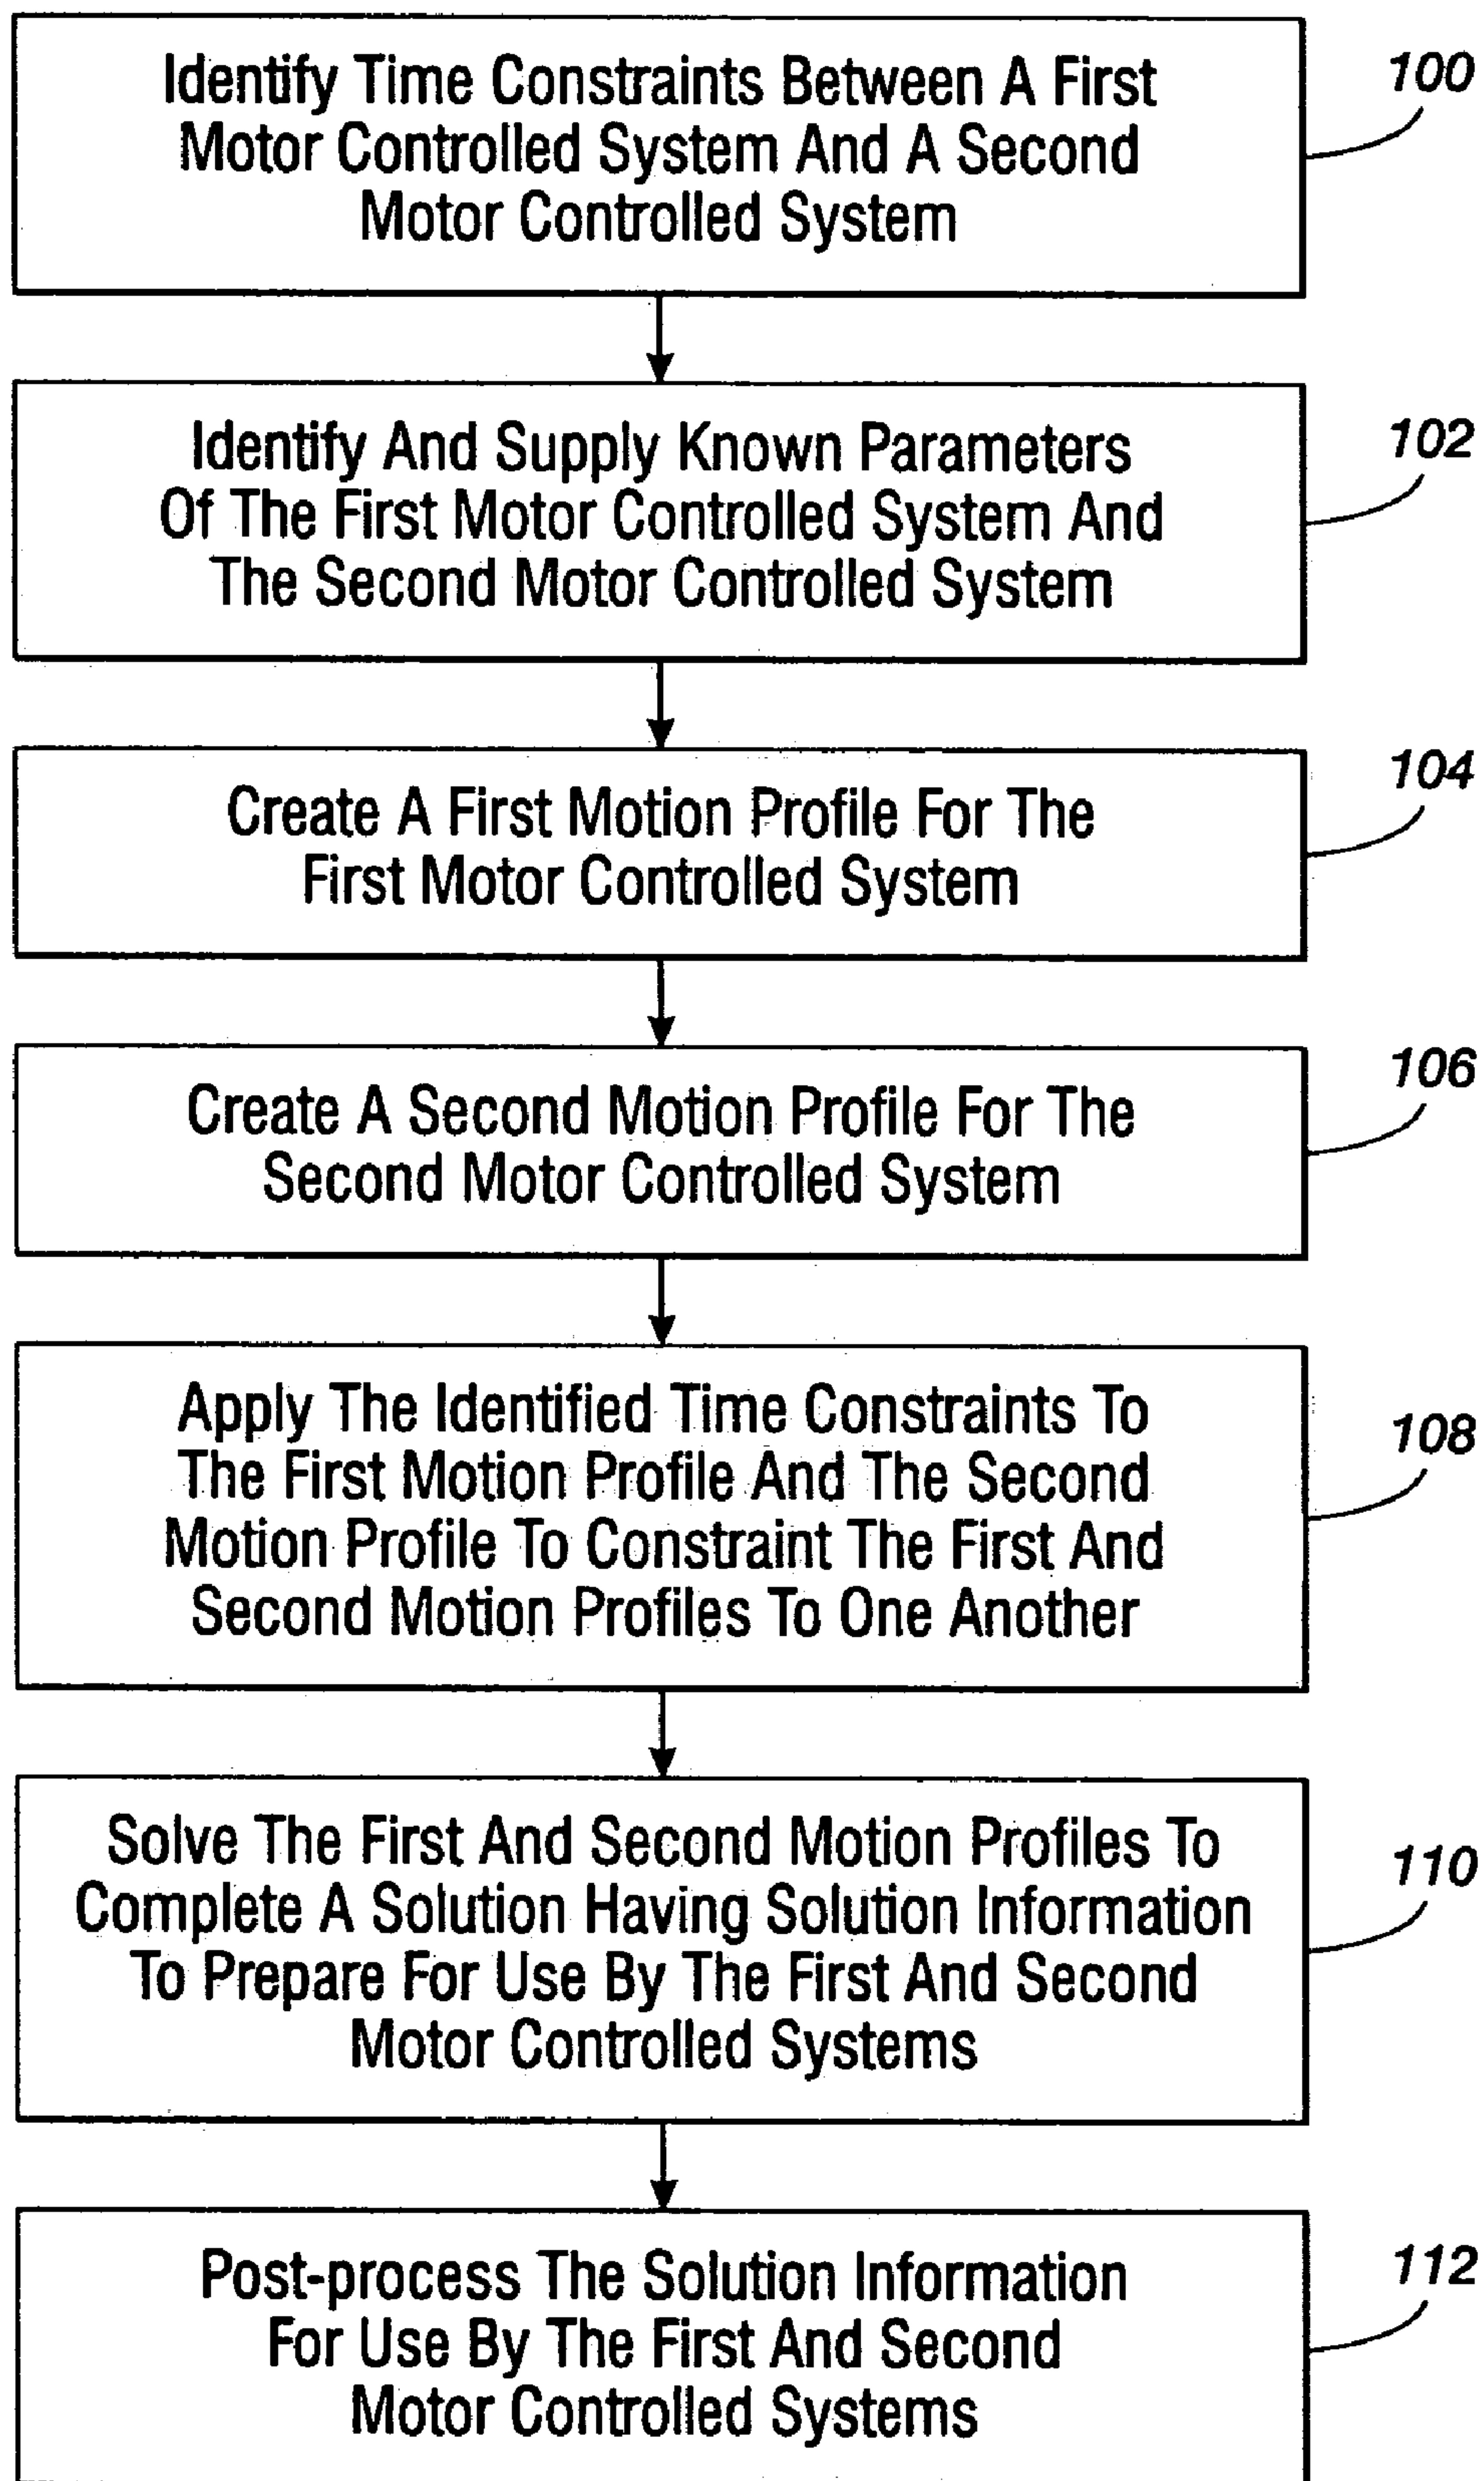 Identify Time Constraints Between A First
Motor Controlled System And A Second
Motor Controlled System
100
Identify And Supply Known Parameters
Of The First Motor Controlled System And
The Second Motor Controlled System
102
Create A First Motion Profile For The
First Motor Controlled System
104
Create A Second Motion Profile For The
Second Motor Controlled System
106
Apply The Identified Time Constraints To
The First Motion Profile And The Second
Motion Profile To Constraint The First And
Second Motion Profiles To One Another
108
Solve The First And Second Motion Profiles To
Complete A Solution Having Solution Information
To Prepare For Use By The First And Second
Motor Controlled Systems
110
Post-process The Solution Information
For Use By The First And Second
Motor Controlled Systems
112